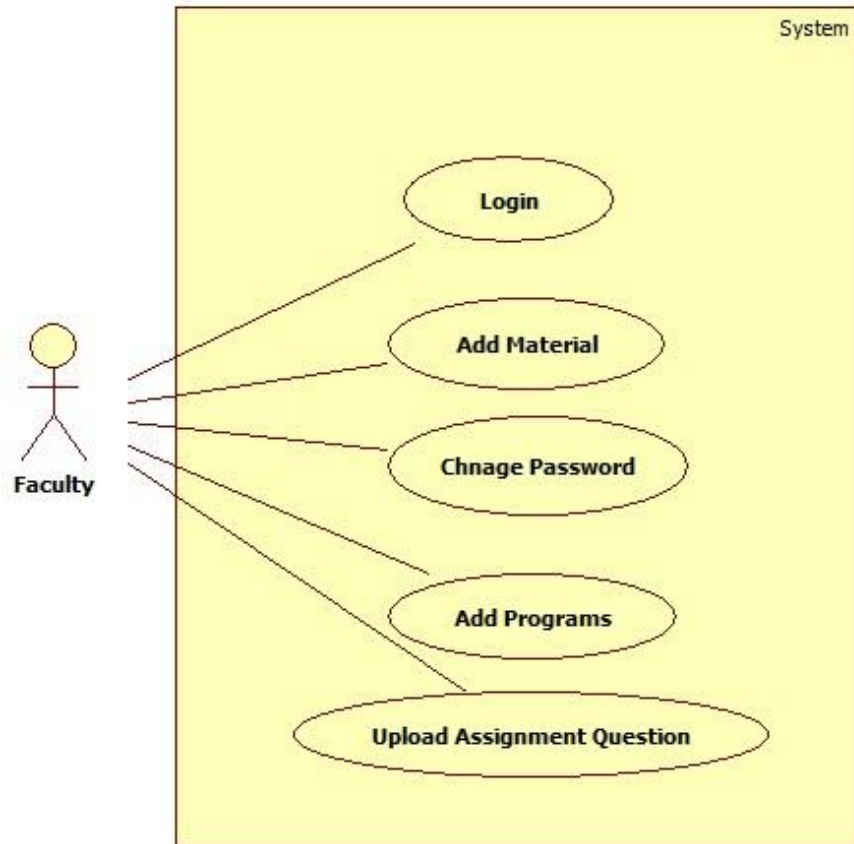 System
Login
Add Material
Chnage Password
Faculty
Add Programs
Upload Assignment Question